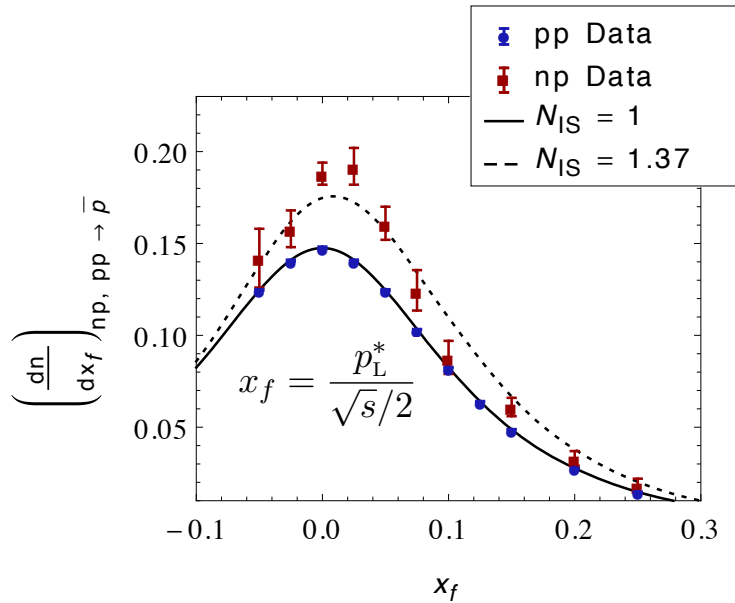 pp Data
np Data
N_IS = 1
N_IS = 1.37
(dn/dx_f)_np, pp → p̄
0.20
0.15
0.10
0.05
x_f = p_L^* / √s/2
−0.1
0.0
0.1
0.2
0.3
x_f